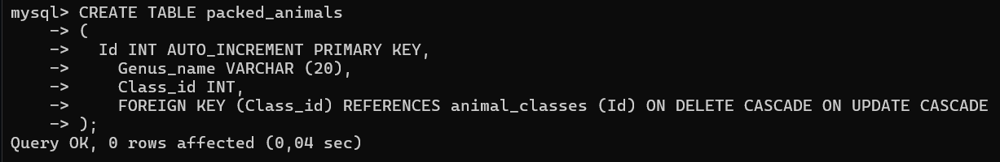 mysql> CREATE TABLE packed_animals
    -> (
    ->   Id INT AUTO_INCREMENT PRIMARY KEY,
    ->     Genus_name VARCHAR (20),
    ->     Class_id INT,
    ->     FOREIGN KEY (Class_id) REFERENCES animal_classes (Id) ON DELETE CASCADE ON UPDATE CASCADE
    -> );
Query OK, 0 rows affected (0,04 sec)